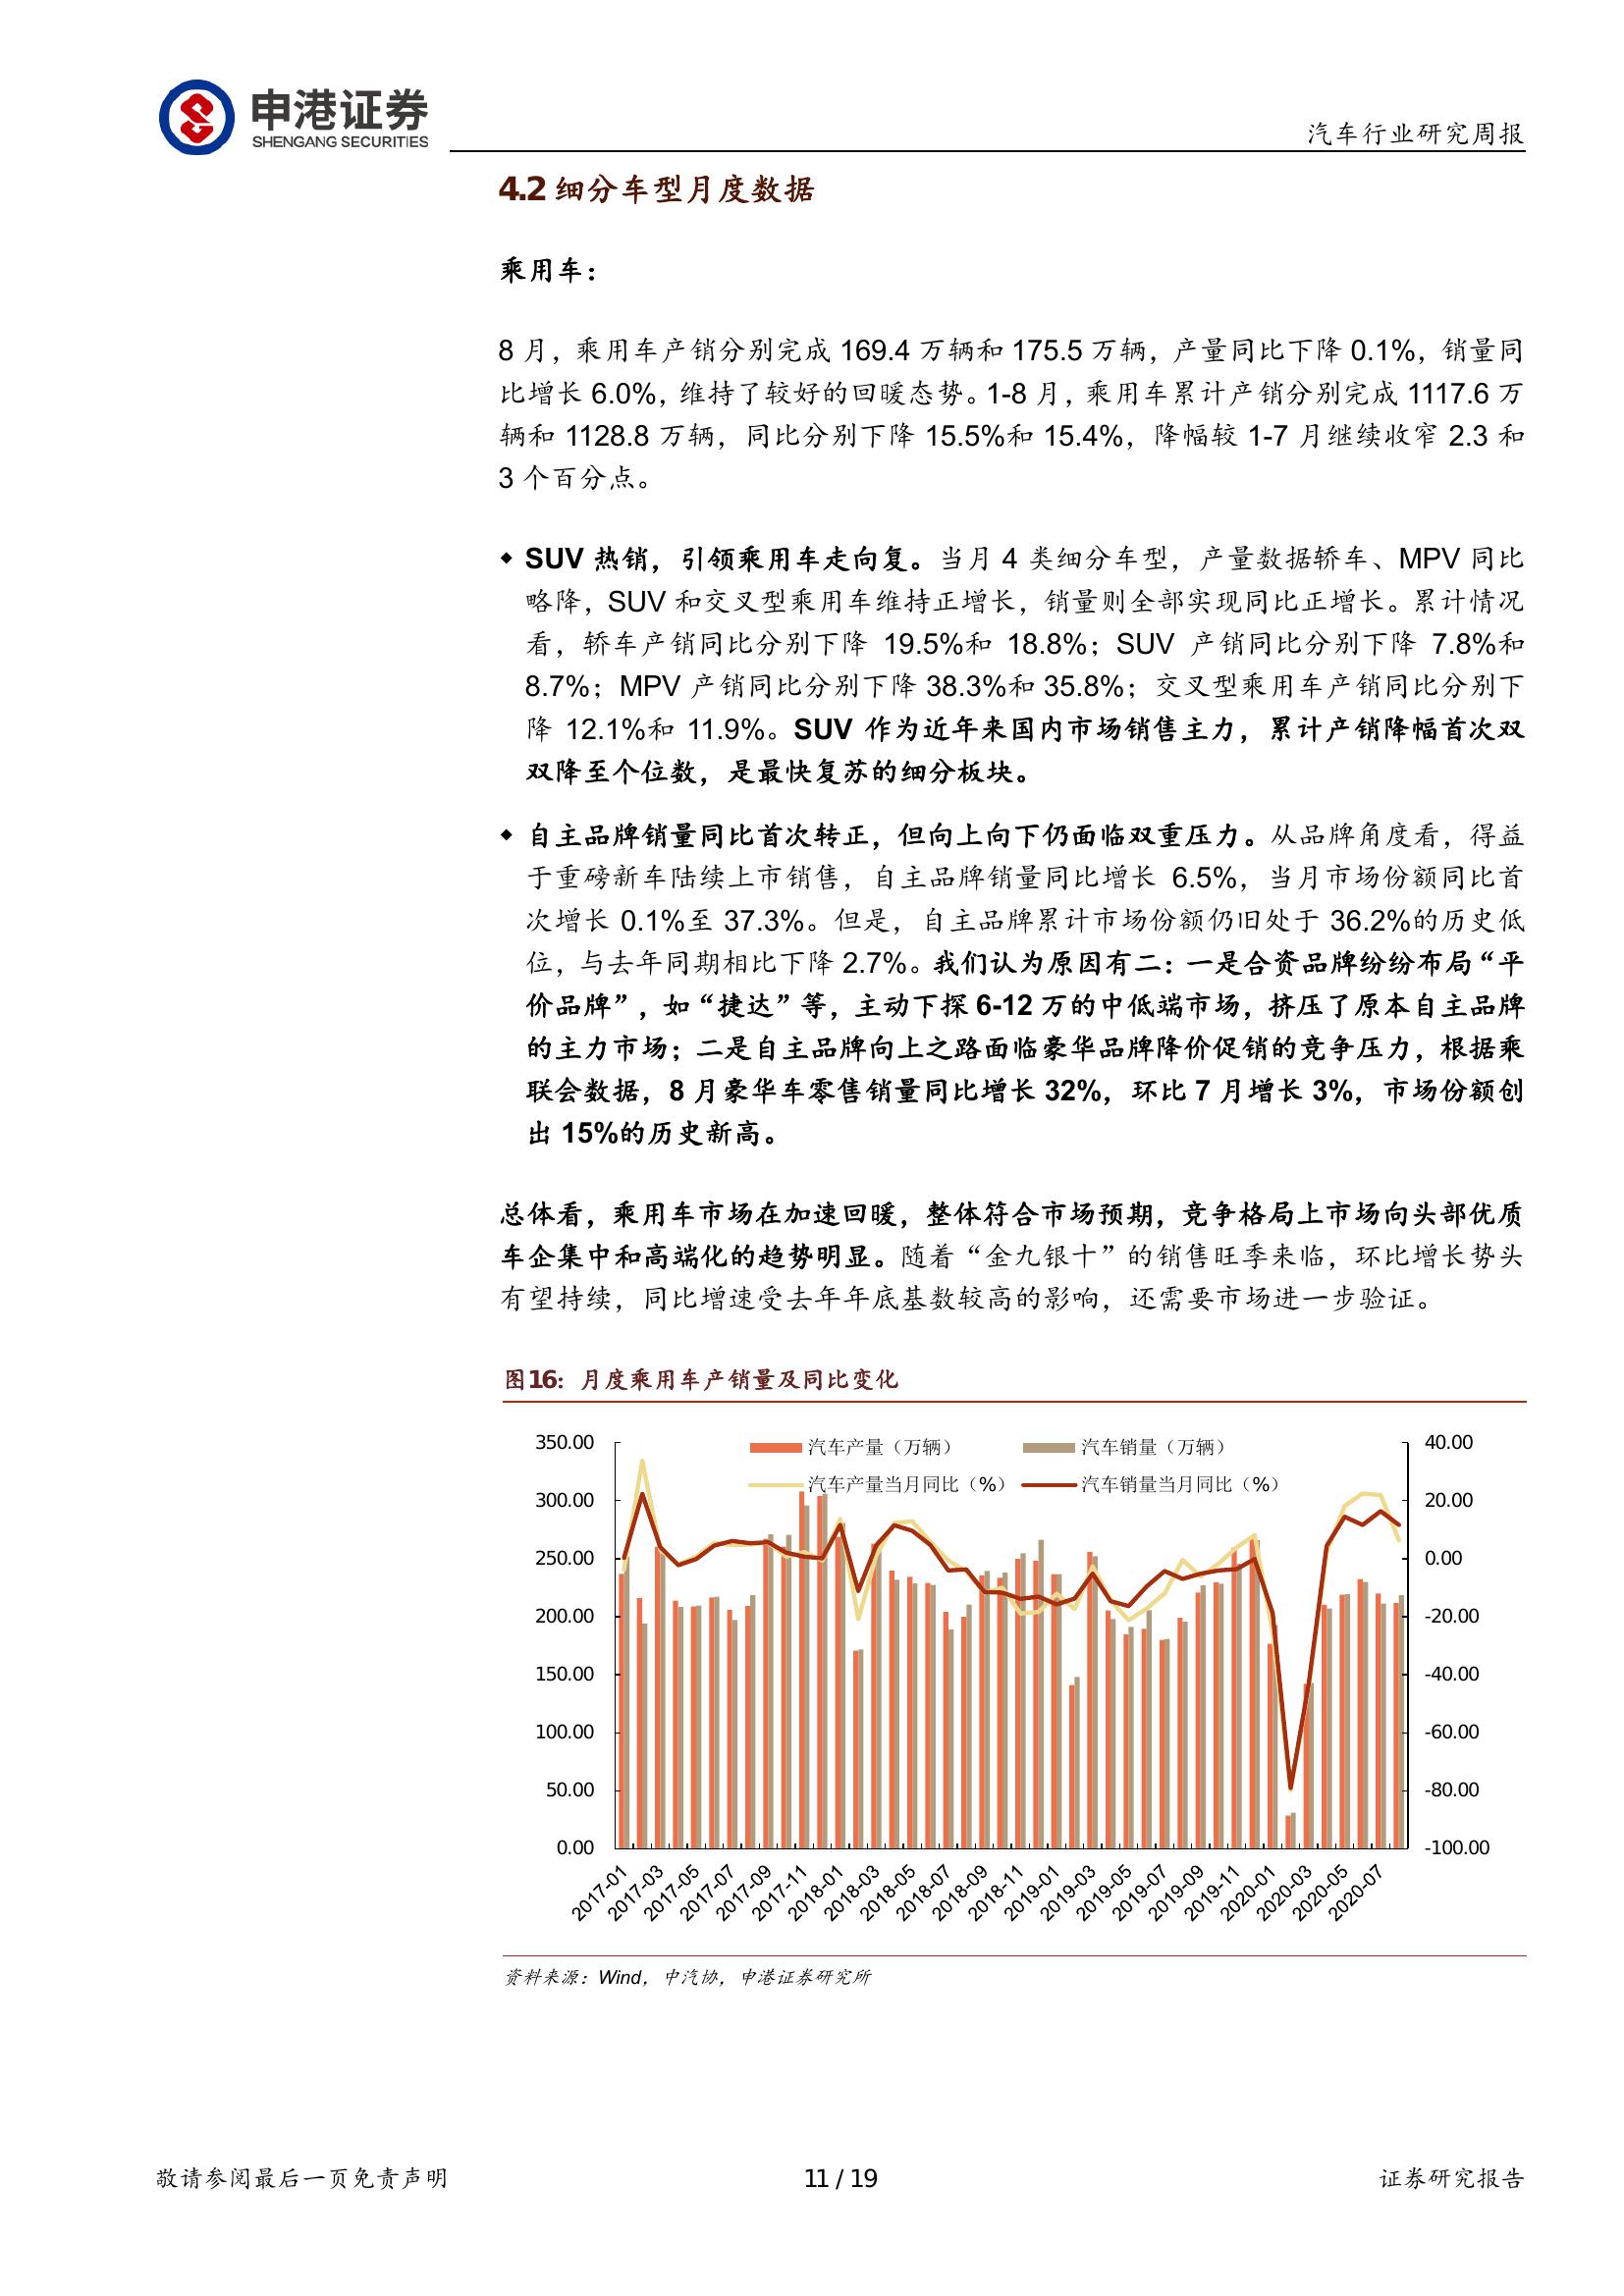 申港证券
SHENGANG SECURITIES
汽车行业研究周报
4.2 细分车型月度数据
乘用车：
8 月，乘用车产销分别完成 169.4 万辆和 175.5 万辆，产量同比下降 0.1%，销量同
比增长 6.0%，维持了较好的回暖态势。1-8 月，乘用车累计产销分别完成 1117.6 万
辆和 1128.8 万辆，同比分别下降 15.5%和 15.4%，降幅较 1-7 月继续收窄 2.3 和
3 个百分点。
◆ SUV 热销，引领乘用车走向复。当月 4 类细分车型，产量数据轿车、MPV 同比
略降，SUV 和交叉型乘用车维持正增长，销量则全部实现同比正增长。累计情况
看，轿车产销同比分别下降 19.5%和 18.8%；SUV 产销同比分别下降 7.8%和
8.7%；MPV 产销同比分别下降 38.3%和 35.8%；交叉型乘用车产销同比分别下
降 12.1%和 11.9%。SUV 作为近年来国内市场销售主力，累计产销降幅首次双
双降至个位数，是最快复苏的细分板块。
◆ 自主品牌销量同比首次转正，但向上向下仍面临双重压力。从品牌角度看，得益
于重磅新车陆续上市销售，自主品牌销量同比增长 6.5%，当月市场份额同比首
次增长 0.1%至 37.3%。但是，自主品牌累计市场份额仍旧处于 36.2%的历史低
位，与去年同期相比下降 2.7%。我们认为原因有二：一是合资品牌纷纷布局“平
价品牌”，如“捷达”等，主动下探 6-12 万的中低端市场，挤压了原本自主品牌
的主力市场；二是自主品牌向上之路面临豪华品牌降价促销的竞争压力，根据乘
联会数据，8 月豪华车零售销量同比增长 32%，环比 7 月增长 3%，市场份额创
出 15%的历史新高。
总体看，乘用车市场在加速回暖，整体符合市场预期，竞争格局上市场向头部优质
车企集中和高端化的趋势明显。随着“金九银十”的销售旺季来临，环比增长势头
有望持续，同比增速受去年年底基数较高的影响，还需要市场进一步验证。
图16：月度乘用车产销量及同比变化
汽车产量（万辆） 汽车销量（万辆）
汽车产量当月同比（%） 汽车销量当月同比（%）
350.00 40.00
300.00 20.00
250.00 0.00
200.00 -20.00
150.00 -40.00
100.00 -60.00
50.00 -80.00
0.00 -100.00
2017-01 2017-03 2017-05 2017-07 2017-09 2017-11 2018-01 2018-03 2018-05 2018-07 2018-09 2018-11 2019-01 2019-03 2019-05 2019-07 2019-09 2019-11 2020-01 2020-03 2020-05 2020-07
资料来源：Wind，中汽协，申港证券研究所
敬请参阅最后一页免责声明 11 / 19 证券研究报告